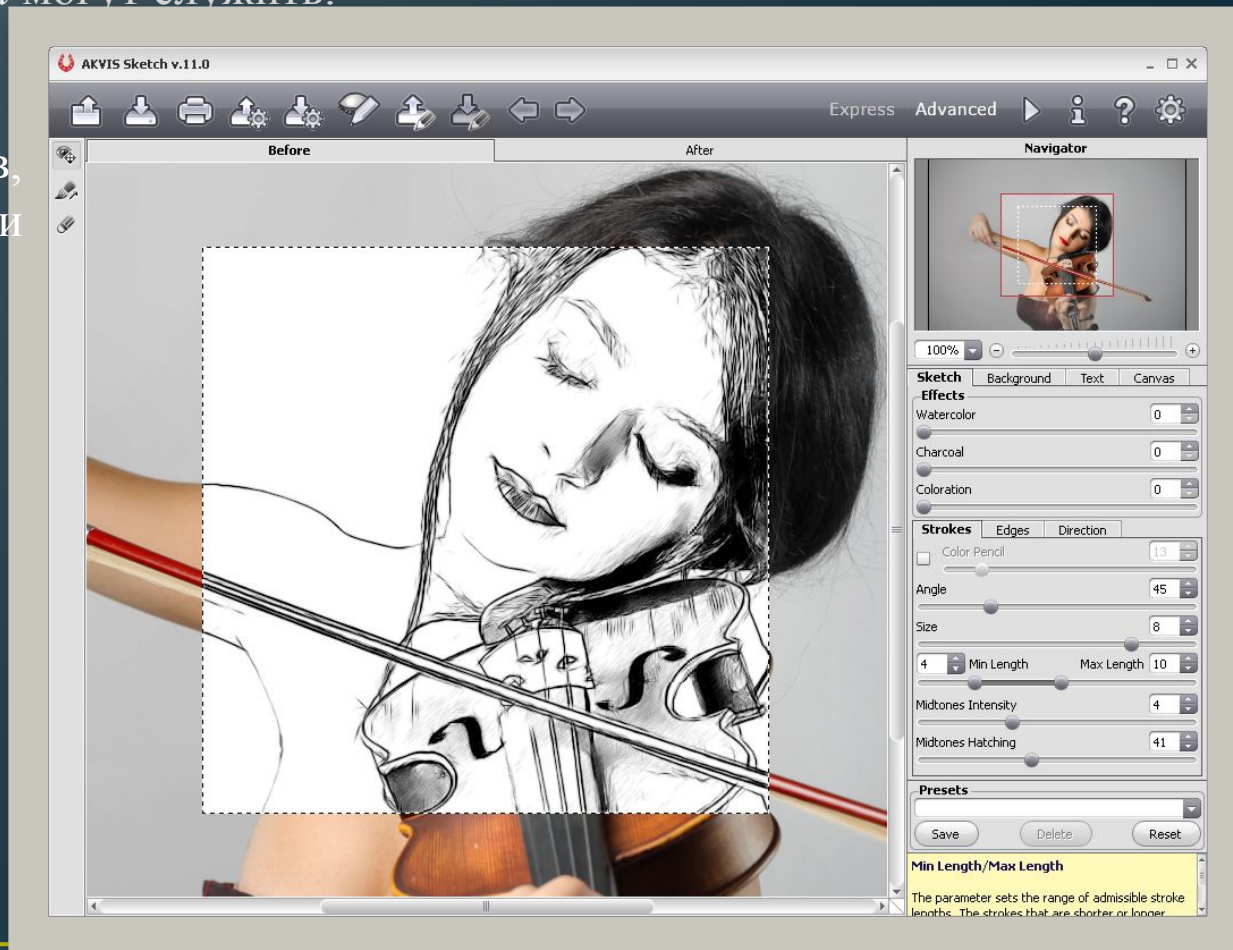 могут служить:
в,
и
AKVIS Sketch v.11.0
Express Advanced
Before After
Navigator
100%
Sketch Background Text Canvas
Effects
Watercolor 0
Charcoal 0
Coloration 0
Strokes Edges Direction
Color Pencil 13
Angle 45
Size 8
4 Min Length Max Length 10
Midtones Intensity 4
Midtones Hatching 41
Presets
Save Delete Reset
Min Length/Max Length
The parameter sets the range of admissible stroke
lengths. The strokes that are shorter or longer